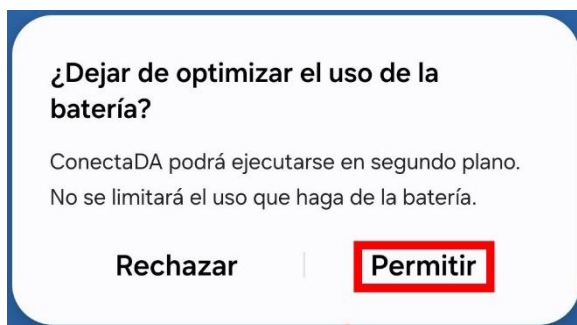 ¿Dejar de optimizar el uso de la
batería?
ConectaDA podrá ejecutarse en segundo plano.
No se limitará el uso que haga de la batería.
Rechazar
Permitir